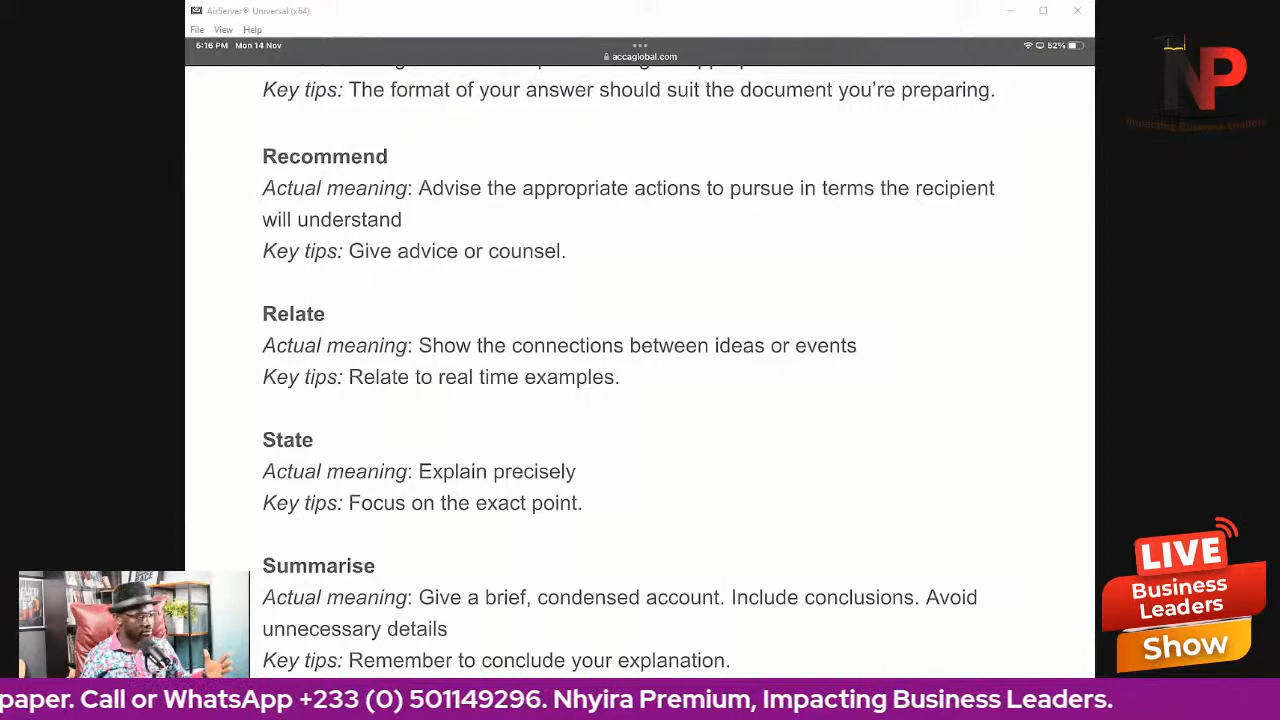 AirServer® Universal (x64)
File View Help
5:16 PM Mon 14 Nov
52%
accaglobal.com
Key tips: The format of your answer should suit the document you’re preparing.
Recommend
Actual meaning: Advise the appropriate actions to pursue in terms the recipient
will understand
Key tips: Give advice or counsel.
Relate
Actual meaning: Show the connections between ideas or events
Key tips: Relate to real time examples.
State
Actual meaning: Explain precisely
Key tips: Focus on the exact point.
Summarise
Actual meaning: Give a brief, condensed account. Include conclusions. Avoid
unnecessary details
Key tips: Remember to conclude your explanation.
NP
Impacting Business Leaders
LIVE
Business
Leaders
Show
paper. Call or WhatsApp +233 (0) 501149296. Nhyira Premium, Impacting Business Leaders.